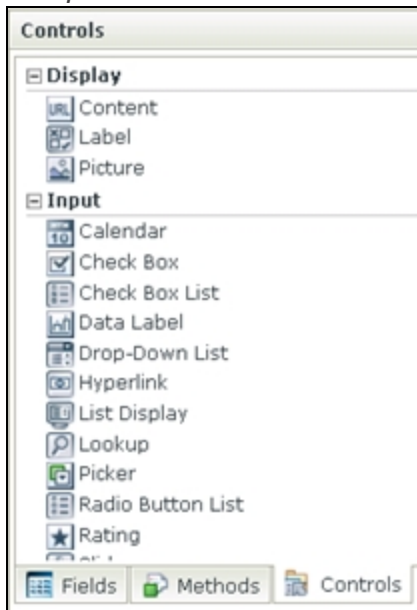 Controls
Display
URL Content
Label
Picture
Input
10 Calendar
Check Box
Check Box List
Data Label
Drop-Down List
Hyperlink
List Display
Lookup
Picker
Radio Button List
Rating
Fields Methods Controls